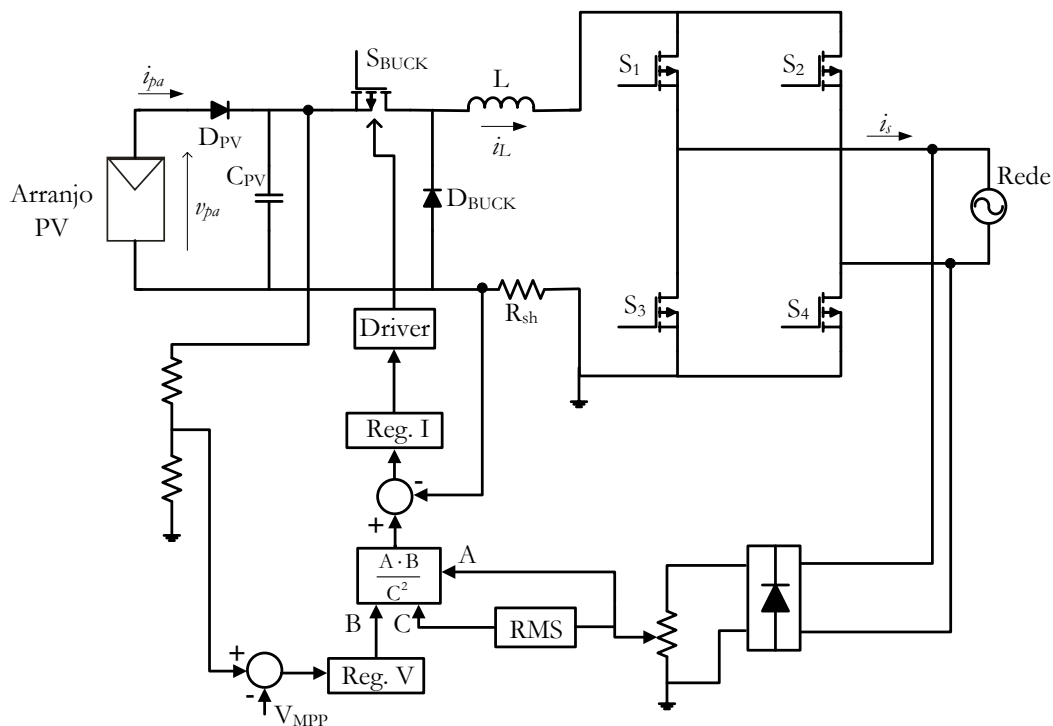 S_BUCK
S₁
S₂
L
i_pa
D_PV
i_L
i_s
Rede
Arranjo
PV
v_pa
C_PV
D_BUCK
R_sh
S₃
S₄
Driver
Reg. I
-
+
A · B
C²
A
B
C
RMS
+
-
Reg. V
V_MPP